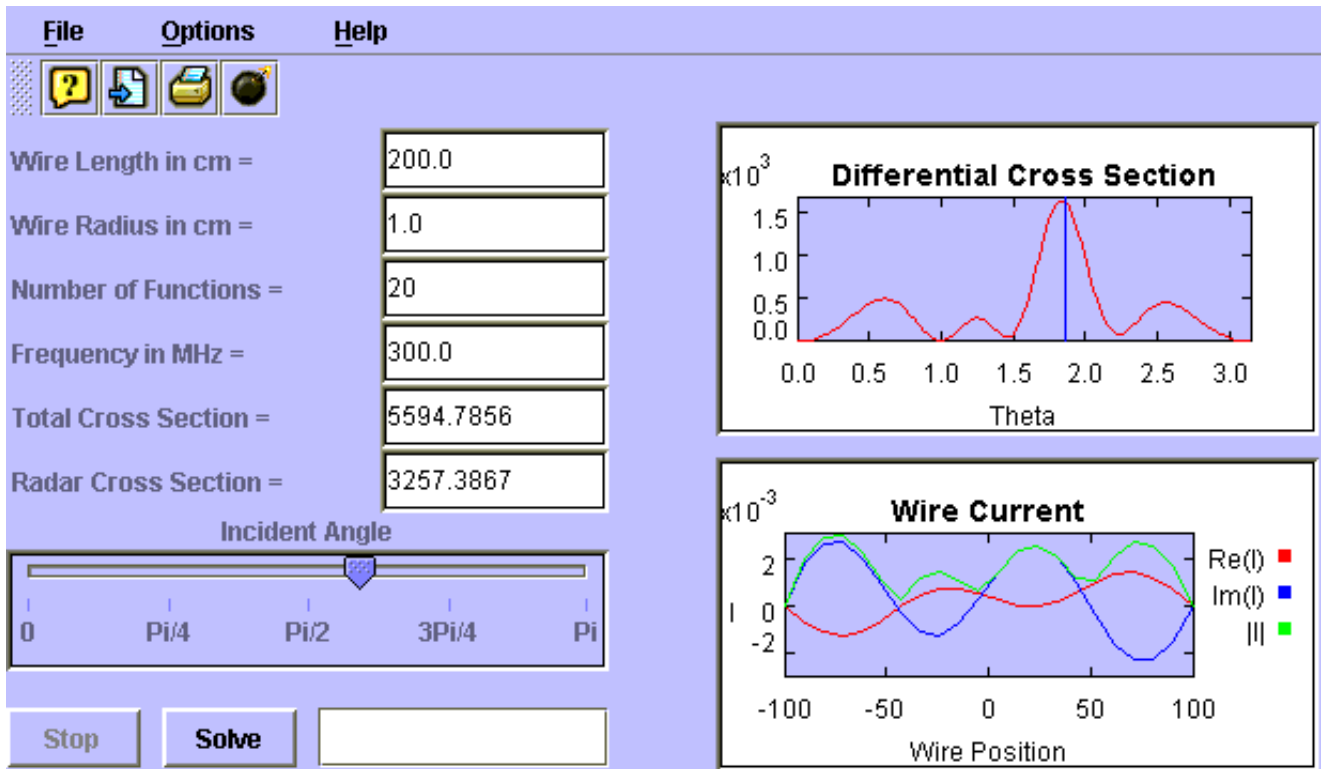 File Options Help
?
Wire Length in cm = 200.0
Wire Radius in cm = 1.0
Number of Functions = 20
Frequency in MHz = 300.0
Total Cross Section = 5594.7856
Radar Cross Section = 3257.3867
Incident Angle
0 Pi/4 Pi/2 3Pi/4 Pi
Stop Solve
x10^3 Differential Cross Section
1.5
1.0
0.5
0.0
0.0 0.5 1.0 1.5 2.0 2.5 3.0
Theta
x10^-3 Wire Current
2
0
-2
I
Re(I)
Im(I)
|I|
-100 -50 0 50 100
Wire Position